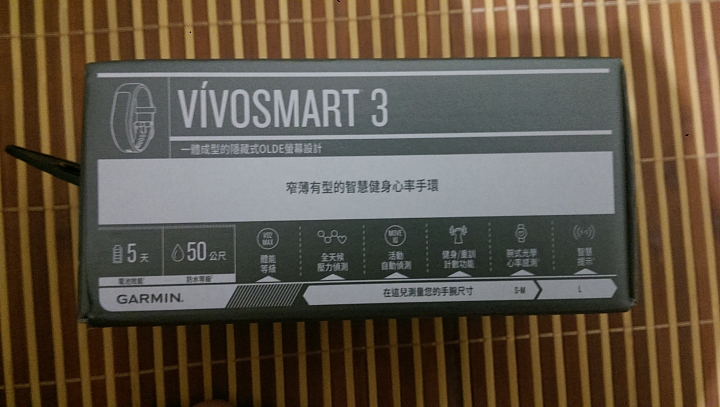 VÍVOSMART 3
一體成型的隱藏式OLDE螢幕設計
窄薄有型的智慧健身心率手環
5 天
電池效能
50 公尺
防水等級
VO2 MAX
體能
等級
全天候
壓力偵測
MOVE IQ
活動
自動偵測
健身/重訓
計數功能
腕式光學
心率感測
智慧
提示
GARMIN.
在這兒測量您的手腕尺寸
S-M
L